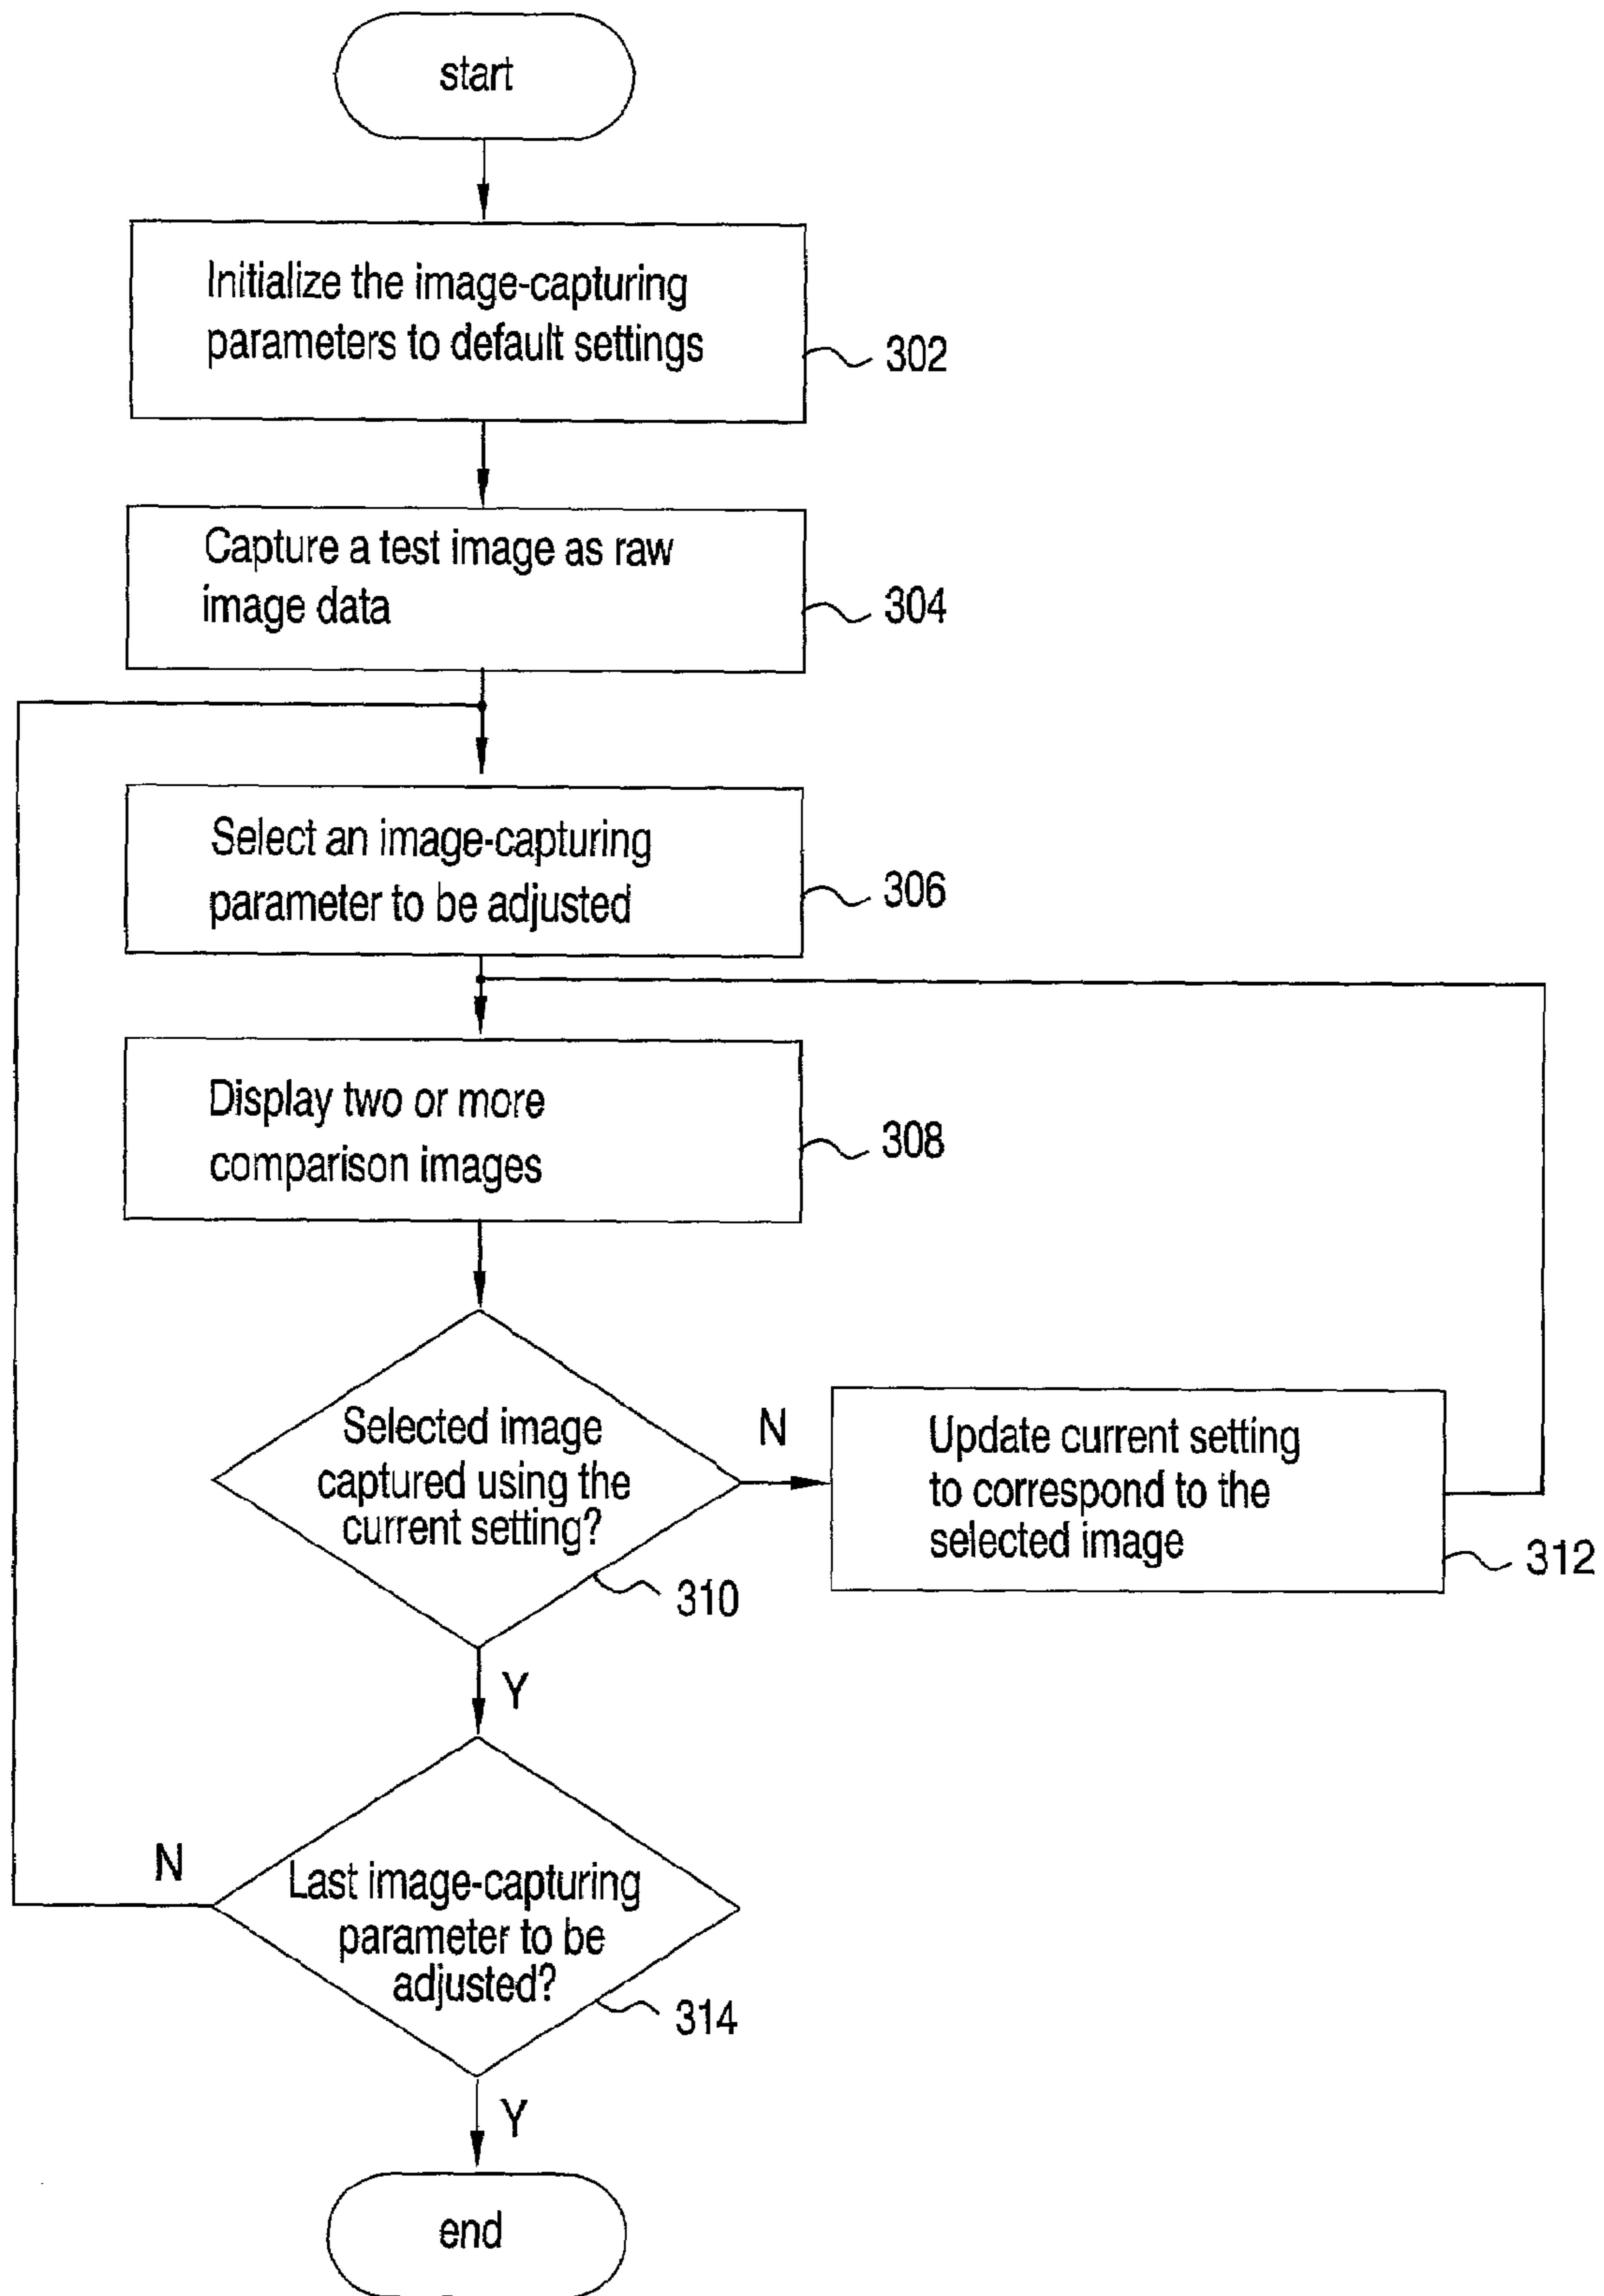 start
Initialize the image-capturing
parameters to default settings
302
Capture a test image as raw
image data
304
Select an image-capturing
parameter to be adjusted
306
Display two or more
comparison images
308
Selected image
captured using the
current setting?
310
N
Update current setting
to correspond to the
selected image
312
Y
N
Last image-capturing
parameter to be
adjusted?
314
Y
end